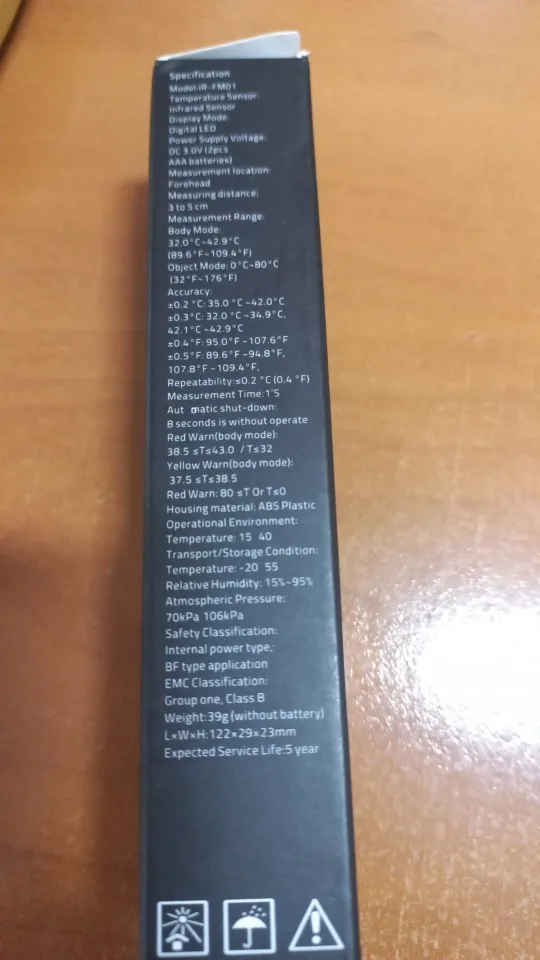 Specification
Model:IR-FM01
Temperature Sensor:
Infrared Sensor
Display Mode:
Digital LED
Power Supply Voltage:
DC 3.0V (2pcs
AAA batteries)
Measurement location:
Forehead
Measuring distance:
3 to 5 cm
Measurement Range:
Body Mode:
32.0°C~42.9°C
(89.6°F~109.4°F)
Object Mode: 0°C~80°C
(32°F~176°F)
Accuracy:
±0.2 °C: 35.0 °C ~42.0°C
±0.3°C: 32.0 °C ~34.9°C,
42.1°C ~42.9°C
±0.4°F: 95.0°F ~107.6°F
±0.5°F: 89.6°F ~94.8°F,
107.8°F ~109.4°F,
Repeatability:≤0.2 °C (0.4 °F)
Measurement Time:1'S
Aut omatic shut-down:
8 seconds is without operate
Red Warn(body mode):
38.5 ≤T≤43.0 / T≤32
Yellow Warn(body mode):
37.5 ≤T≤38.5
Red Warn: 80 ≤T Or T≤0
Housing material: ABS Plastic
Operational Environment:
Temperature: 15 40
Transport/Storage Condition:
Temperature: -20 55
Relative Humidity: 15%~95%
Atmospheric Pressure:
70kPa 106kPa
Safety Classification:
Internal power type,
BF type application
EMC Classification:
Group one, Class B
Weight:39g (without battery)
L×W×H:122×29×23mm
Expected Service Life:5 year